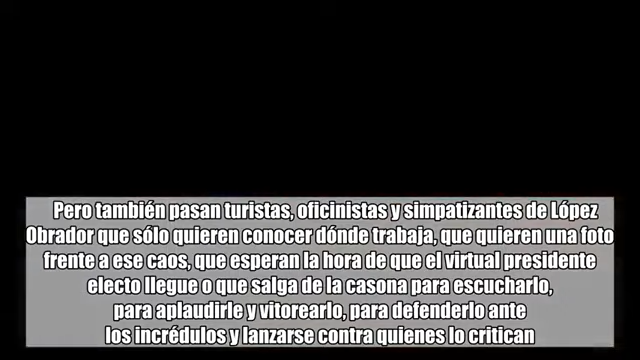 Pero también pasan turistas, oficinistas y simpatizantes de López
Obrador que sólo quieren conocer dónde trabaja, que quieren una foto
frente a ese caos, que esperan la hora de que el virtual presidente
electo llegue o que salga de la casona para escucharlo,
para aplaudirle y vitorearlo, para defenderlo ante
los incrédulos y lanzarse contra quienes lo critican